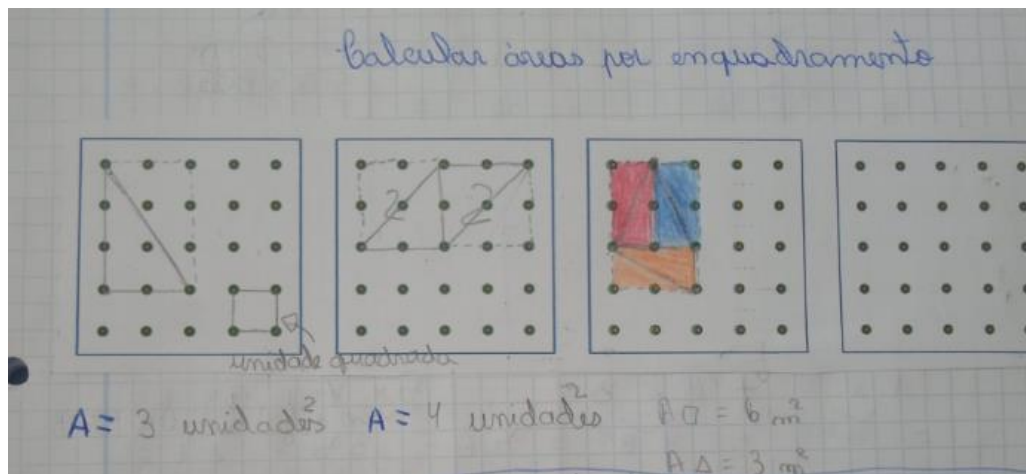 Calcular áreas por enquadramento
2 2
unidade quadrada
A = 3 unidades² A = 4 unidades² A□ = 6 m²
A△ = 3 m²